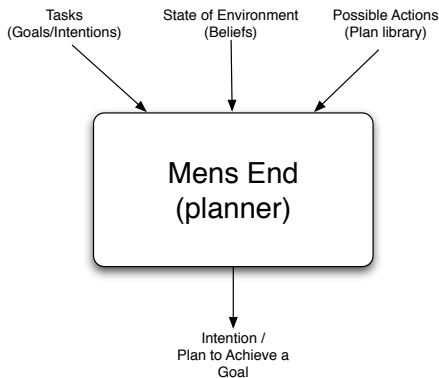 Tasks
(Goals/Intentions)
State of Environment
(Beliefs)
Possible Actions
(Plan library)
Mens End
(planner)
Intention /
Plan to Achieve a
Goal